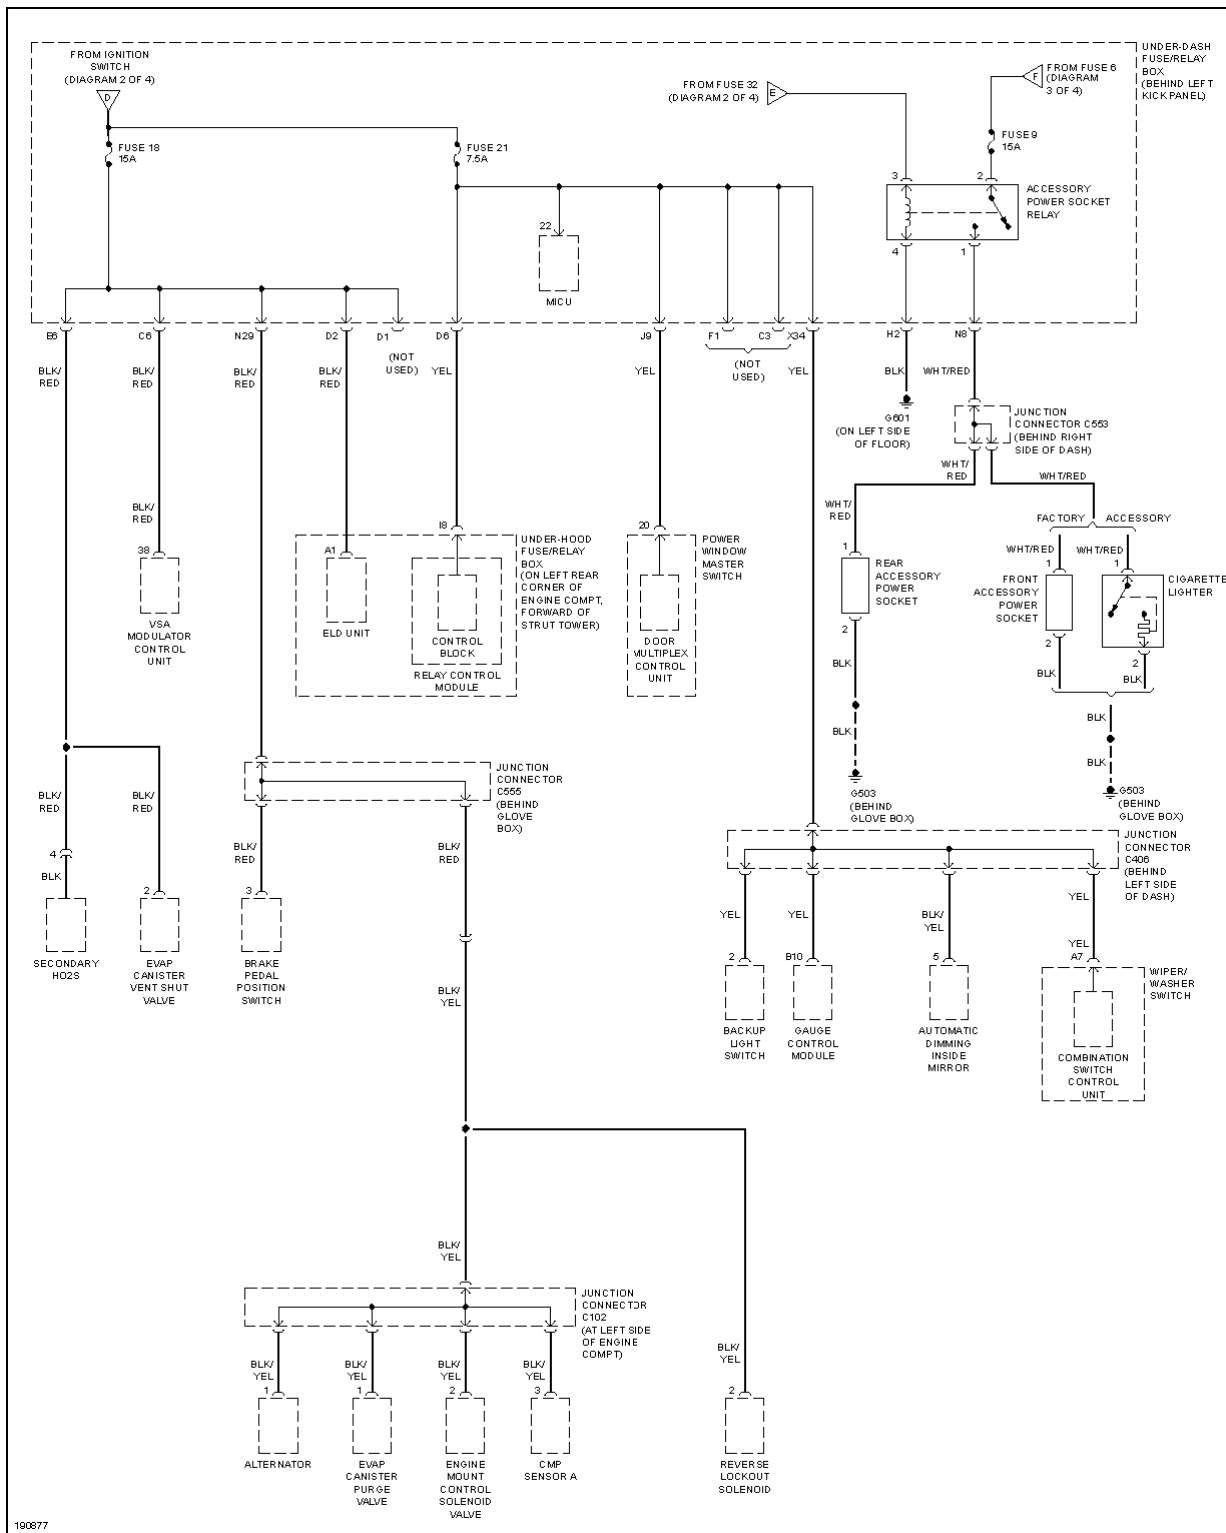 FROM IGNITION
SWITCH
(DIAGRAM 2 OF 4)
D
FUSE 18
15A
FUSE 21
7.5A
FROM FUSE 32
(DIAGRAM 2 OF 4)
E
F
FROM FUSE 6
(DIAGRAM
3 OF 4)
UNDER-DASH
FUSE/RELAY
BOX
(BEHIND LEFT
KICK PANEL)
FUSE 9
15A
3
2
ACCESSORY
POWER SOCKET
RELAY
4
1
22
MICU
E6
C6
N29
D2
D1
D6
J9
F1
C3
X34
H2
N8
BLK/
RED
BLK/
RED
BLK/
RED
BLK/
RED
(NOT
USED)
YEL
YEL
(NOT
USED)
YEL
BLK
WHT/RED
G601
(ON LEFT SIDE
OF FLOOR)
JUNCTION
CONNECTOR C553
(BEHIND RIGHT
SIDE OF DASH)
WHT/
RED
WHT/RED
WHT/
RED
FACTORY
ACCESSORY
BLK/
RED
38
VSA
MODULATOR
CONTROL
UNIT
A1
ELD UNIT
I8
CONTROL
BLOCK
RELAY CONTROL
MODULE
UNDER-HOOD
FUSE/RELAY
BOX
(ON LEFT REAR
CORNER OF
ENGINE COMPT,
FORWARD OF
STRUT TOWER)
20
DOOR
MULTIPLEX
CONTROL
UNIT
POWER
WINDOW
MASTER
SWITCH
1
REAR
ACCESSORY
POWER
SOCKET
2
BLK
BLK
G503
(BEHIND
GLOVE BOX)
WHT/RED
1
FRONT
ACCESSORY
POWER
SOCKET
2
BLK
WHT/RED
1
CIGARETTE
LIGHTER
2
BLK
BLK
BLK
G503
(BEHIND
GLOVE BOX)
BLK/
RED
4
BLK
SECONDARY
HO2S
BLK/
RED
2
EVAP
CANISTER
VENT SHUT
VALVE
JUNCTION
CONNECTOR
C555
(BEHIND
GLOVE
BOX)
BLK/
RED
3
BRAKE
PEDAL
POSITION
SWITCH
BLK/
RED
BLK/
YEL
JUNCTION
CONNECTOR
C406
(BEHIND
LEFT SIDE
OF DASH)
YEL
2
BACKUP
LIGHT
SWITCH
YEL
B10
GAUGE
CONTROL
MODULE
BLK/
YEL
5
AUTOMATIC
DIMMING
INSIDE
MIRROR
YEL
YEL
A7
WIPER/
WASHER
SWITCH
COMBINATION
SWITCH
CONTROL
UNIT
BLK/
YEL
JUNCTION
CONNECTOR
C102
(AT LEFT SIDE
OF ENGINE
COMPT)
BLK/
YEL
1
ALTERNATOR
BLK/
YEL
1
EVAP
CANISTER
PURGE
VALVE
BLK/
YEL
2
ENGINE
MOUNT
CONTROL
SOLENOID
VALVE
BLK/
YEL
3
CMP
SENSOR A
BLK/
YEL
2
REVERSE
LOCKOUT
SOLENOID
190877